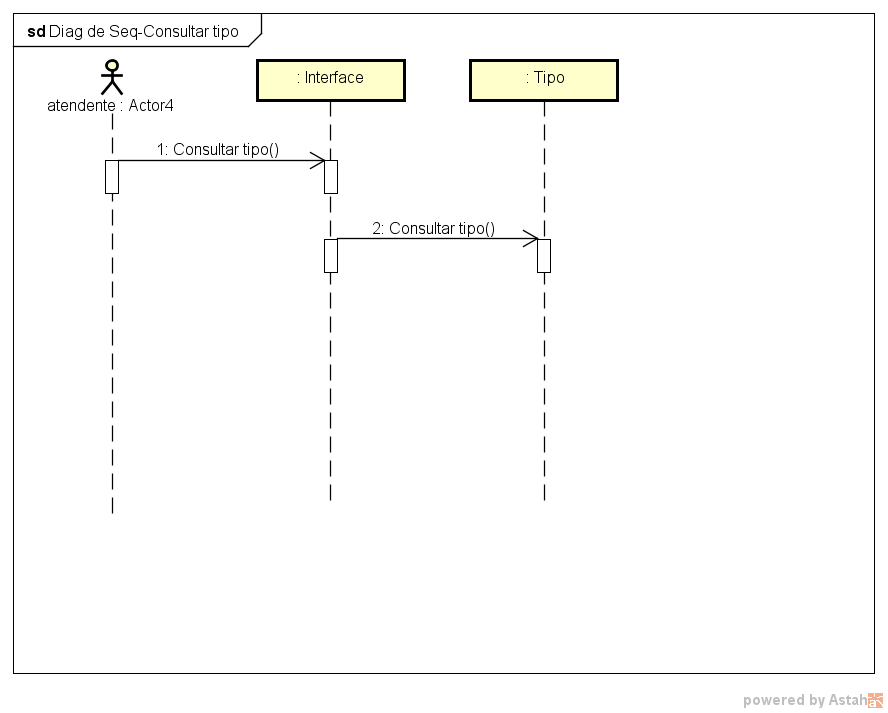 sd Diag de Seq-Consultar tipo
atendente : Actor4
: Interface
: Tipo
1: Consultar tipo()
2: Consultar tipo()
powered by Astah